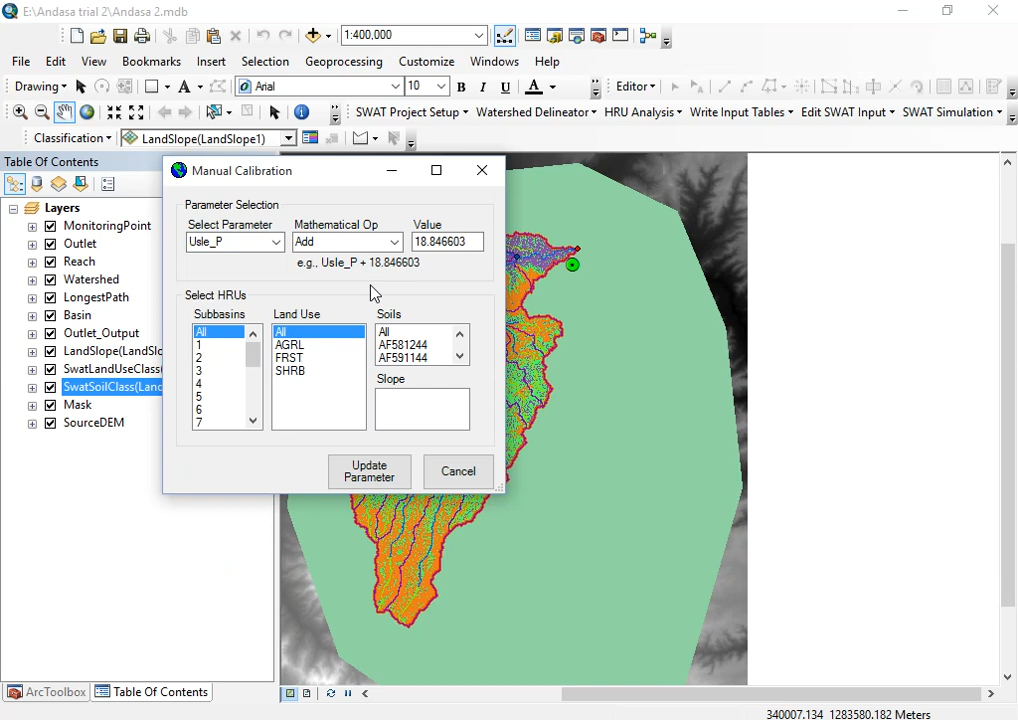 E:\Andasa trial 2\Andasa 2.mdb
1:400,000
File Edit View Bookmarks Insert Selection Geoprocessing Customize Windows Help
Drawing A Arial 10 B I U A Editor
SWAT Project Setup Watershed Delineator HRU Analysis Write Input Tables Edit SWAT Input SWAT Simulation
Classification LandSlope(LandSlope1)
Table Of Contents
Layers
MonitoringPoint
Outlet
Reach
Watershed
LongestPath
Basin
Outlet_Output
LandSlope(LandSlo
SwatLandUseClass(
SwatSoilClass(Land
Mask
SourceDEM
Manual Calibration
Parameter Selection
Select Parameter Mathematical Op Value
Usle_P Add 18.846603
e.g., Usle_P + 18.846603
Select HRUs
Subbasins Land Use Soils
All
1
2
3
4
5
6
7
All
AGRL
FRST
SHRB
All
AF581244
AF591144
Slope
Update
Parameter
Cancel
ArcToolbox Table Of Contents
340007.134 1283580.182 Meters